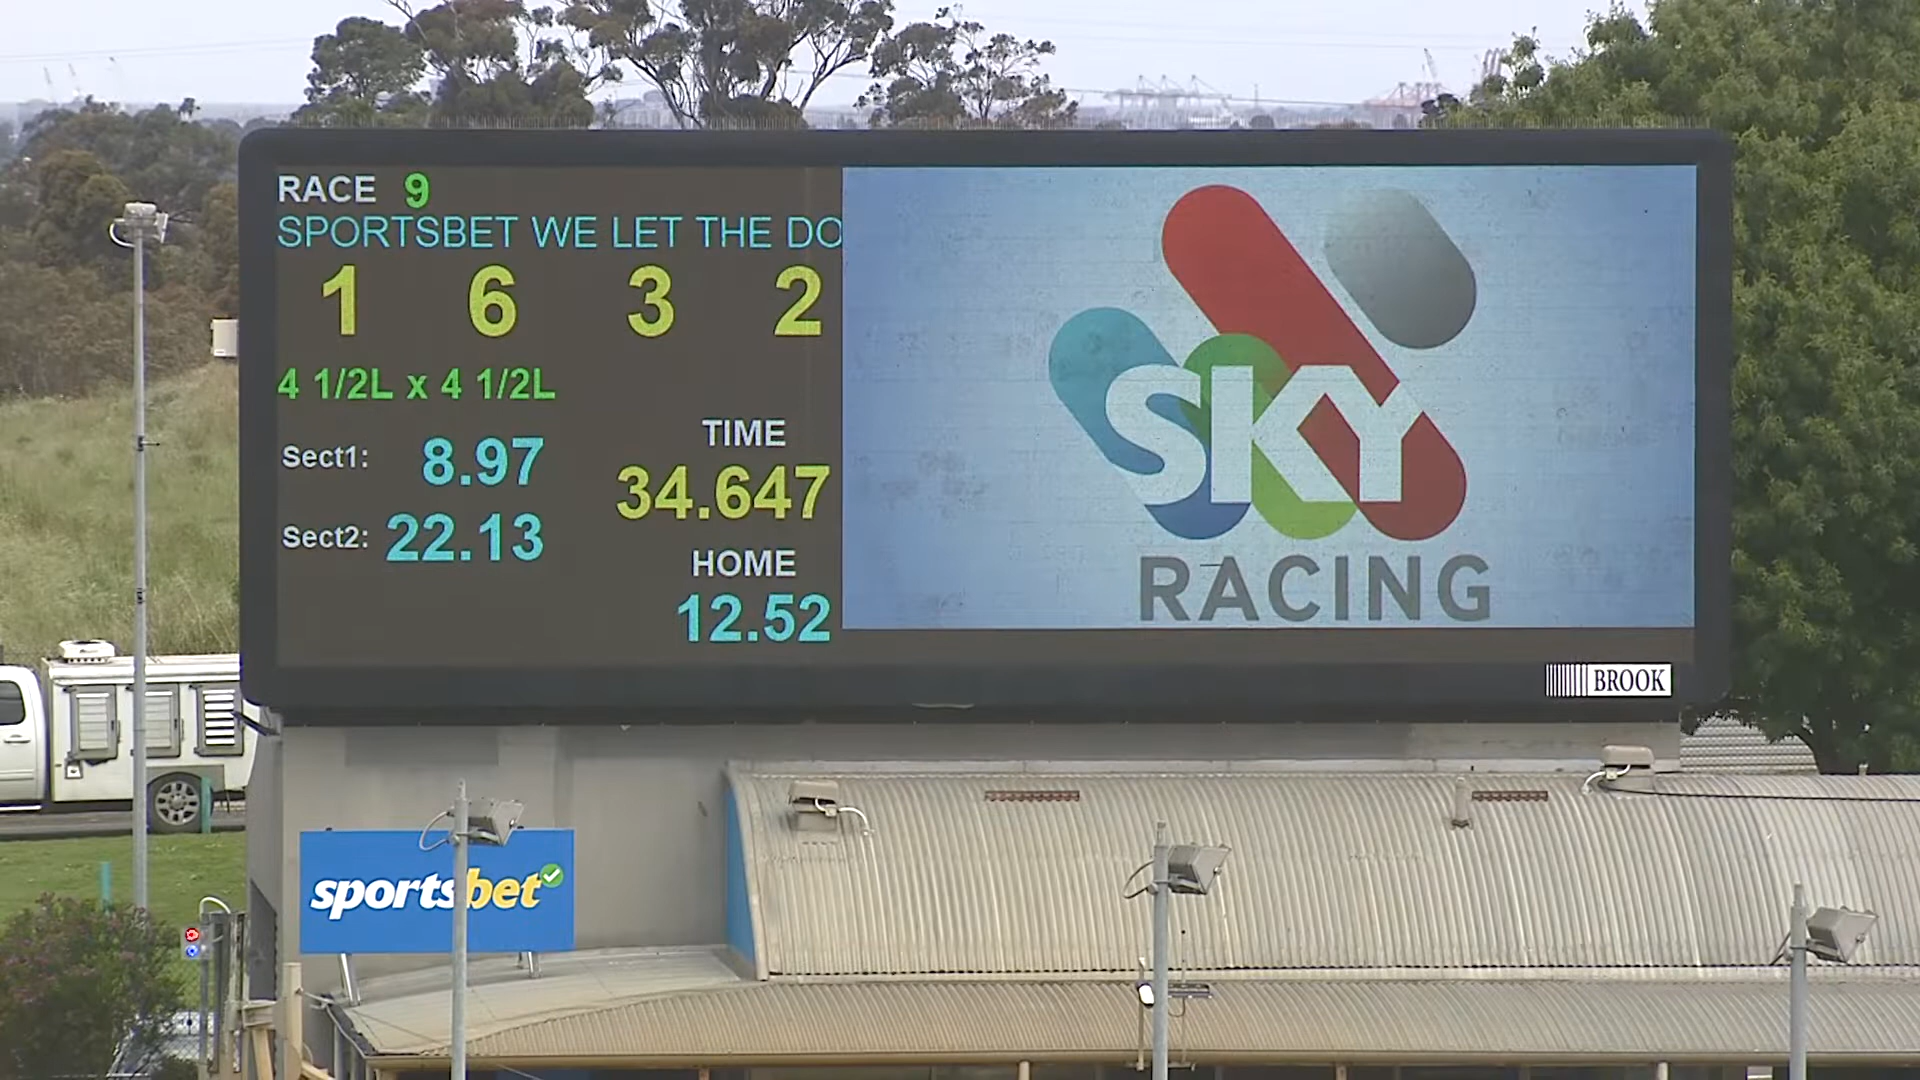 RACE 9
SPORTSBET WE LET THE DO
1 6 3 2
4 1/2L x 4 1/2L
Sect1: 8.97
Sect2: 22.13
TIME
34.647
HOME
12.52
SKY
RACING
BROOK
sportsbet